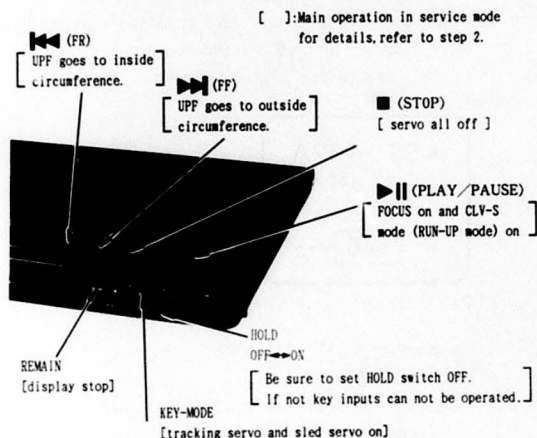 [ ]:Main operation in service mode
for details, refer to step 2.
(FR)
UPF goes to inside
circumference.
(FF)
UPF goes to outside
circumference.
(STOP)
[ servo all off ]
(PLAY/PAUSE)
FOCUS on and CLV-S
mode (RUN-UP mode) on
HOLD
OFF↔ON
Be sure to set HOLD switch OFF.
If not key inputs can not be operated.
REMAIN
[display stop]
KEY-MODE
[tracking servo and sled servo on]